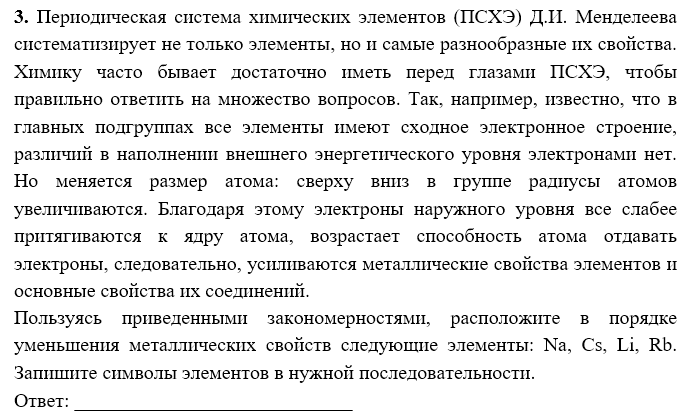 3. Периодическая система химических элементов (ПСХЭ) Д.И. Менделеева
систематизирует не только элементы, но и самые разнообразные их свойства.
Химику часто бывает достаточно иметь перед глазами ПСХЭ, чтобы
правильно ответить на множество вопросов. Так, например, известно, что в
главных подгруппах все элементы имеют сходное электронное строение,
различий в наполнении внешнего энергетического уровня электронами нет.
Но меняется размер атома: сверху вниз в группе радиусы атомов
увеличиваются. Благодаря этому электроны наружного уровня все слабее
притягиваются к ядру атома, возрастает способность атома отдавать
электроны, следовательно, усиливаются металлические свойства элементов и
основные свойства их соединений.
Пользуясь приведенными закономерностями, расположите в порядке
уменьшения металлических свойств следующие элементы: Na, Cs, Li, Rb.
Запишите символы элементов в нужной последовательности.
Ответ: ____________________________